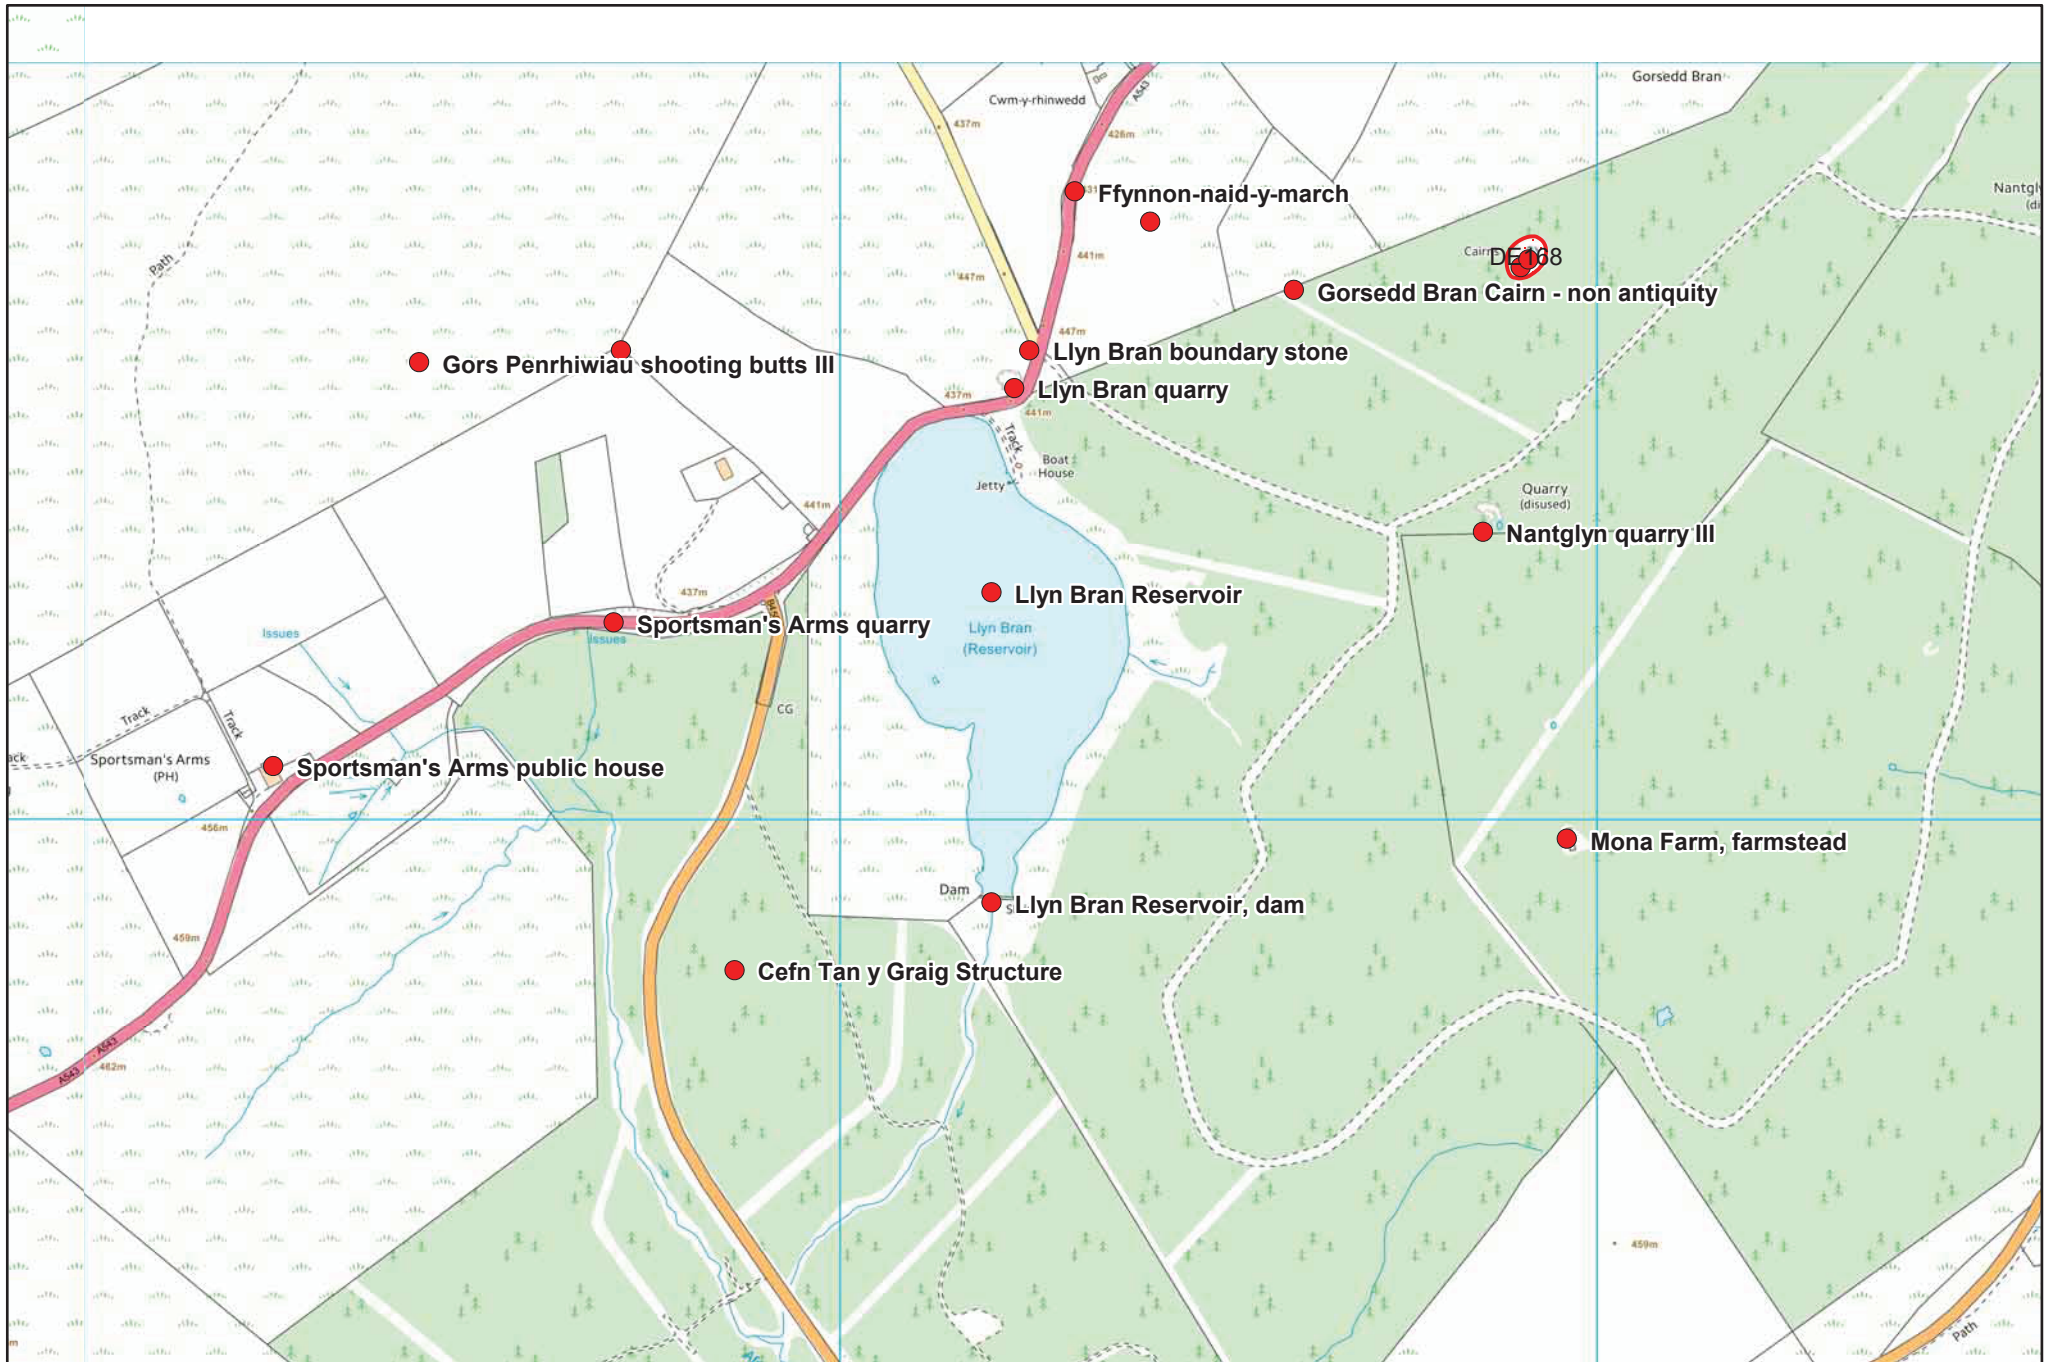 Gorsedd Bran
Dm
A543
Cwm-y-rhinwedd
437m
428m
Path
Ffynnon-naid-y-march
441m
447m
Cairns
DE168
Gorsedd Bran Cairn - non antiquity
447m
Llyn Bran boundary stone
Gors Penrhiwiau shooting butts III
Llyn Bran quarry
437m
441m
Track
Boat
House
Jetty
441m
Quarry
(disused)
Nantglyn quarry III
437m
Llyn Bran Reservoir
Llyn Bran
(Reservoir)
Sportsman's Arms quarry
Issues
Issues
CG
Track
Track
Sportsman's Arms
(PH)
Sportsman's Arms public house
456m
Mona Farm, farmstead
Dam
Llyn Bran Reservoir, dam
459m
Cefn Tan y Graig Structure
A543
A543
462m
459m
Path